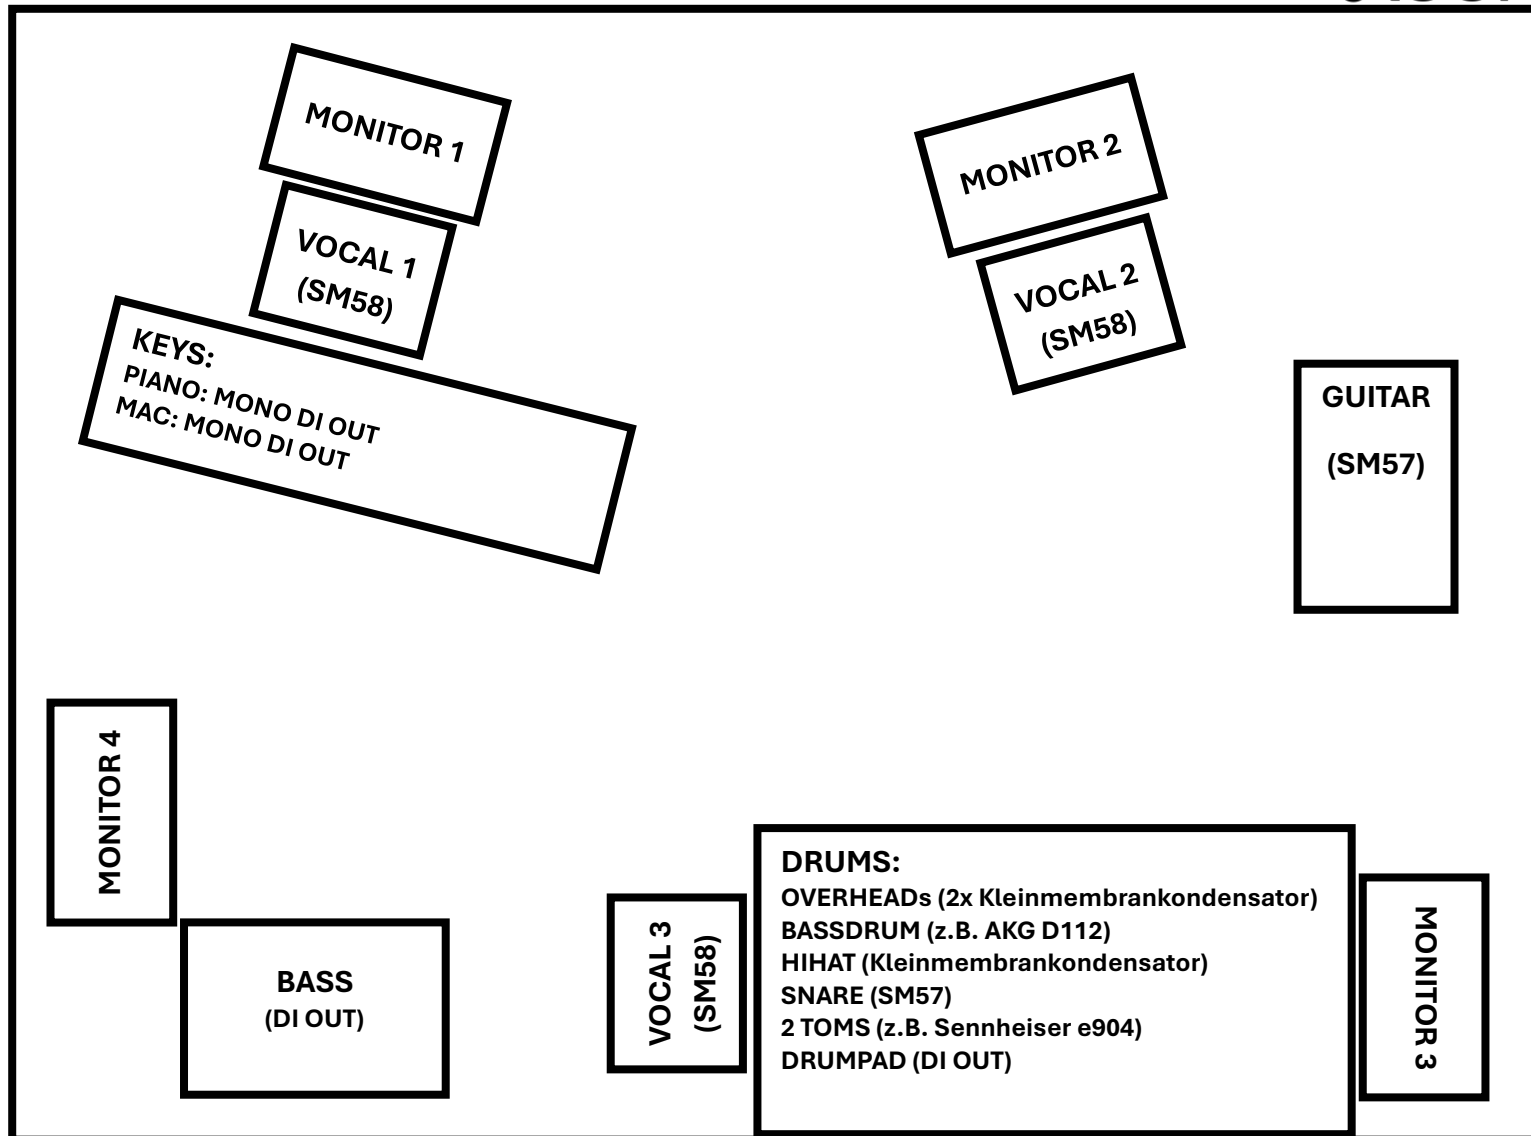 MONITOR 1
MONITOR 2
VOCAL 1
(SM58)
VOCAL 2
(SM58)
KEYS:
PIANO: MONO DI OUT
MAC: MONO DI OUT
GUITAR
(SM57)
MONITOR 4
BASS
(DI OUT)
VOCAL 3
(SM58)
DRUMS:
OVERHEADs (2x Kleinmembrankondensator)
BASSDRUM (z.B. AKG D112)
HIHAT (Kleinmembrankondensator)
SNARE (SM57)
2 TOMS (z.B. Sennheiser e904)
DRUMPAD (DI OUT)
MONITOR 3